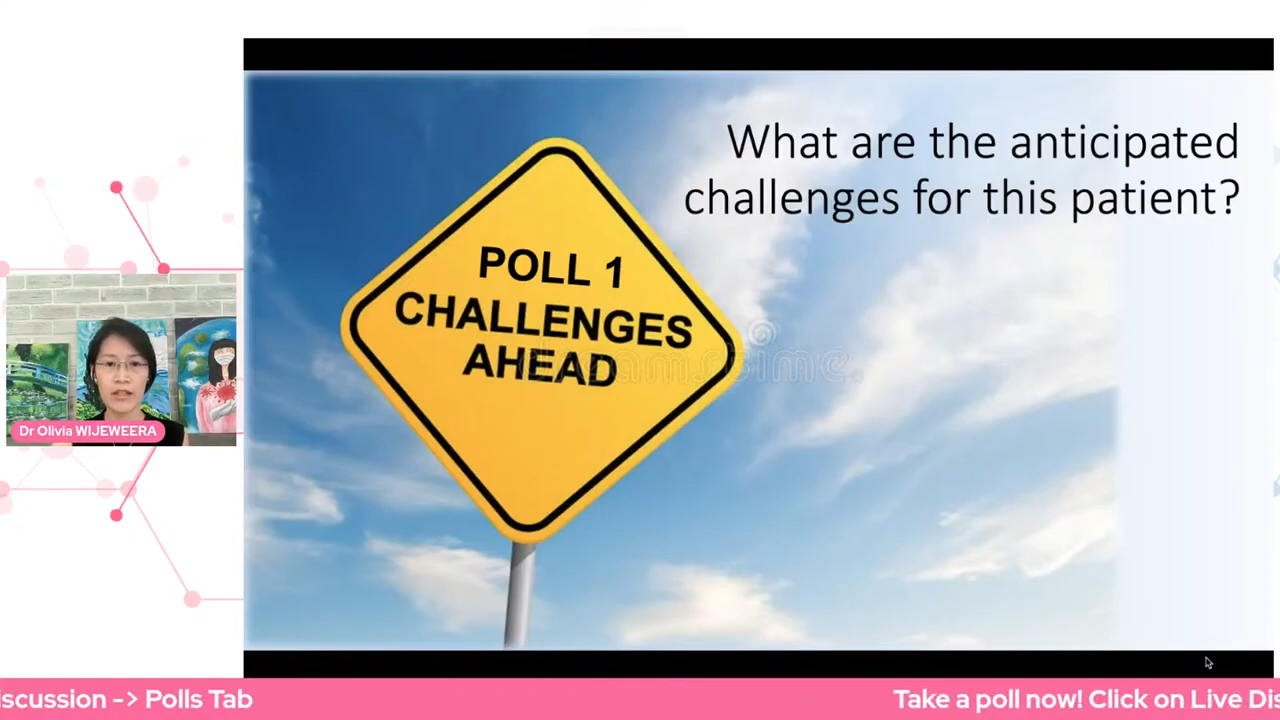 What are the anticipated
challenges for this patient?
POLL 1
CHALLENGES
AHEAD
Dr Olivia WIJEWEERA
iscussion -> Polls Tab
Take a poll now! Click on Live Dis